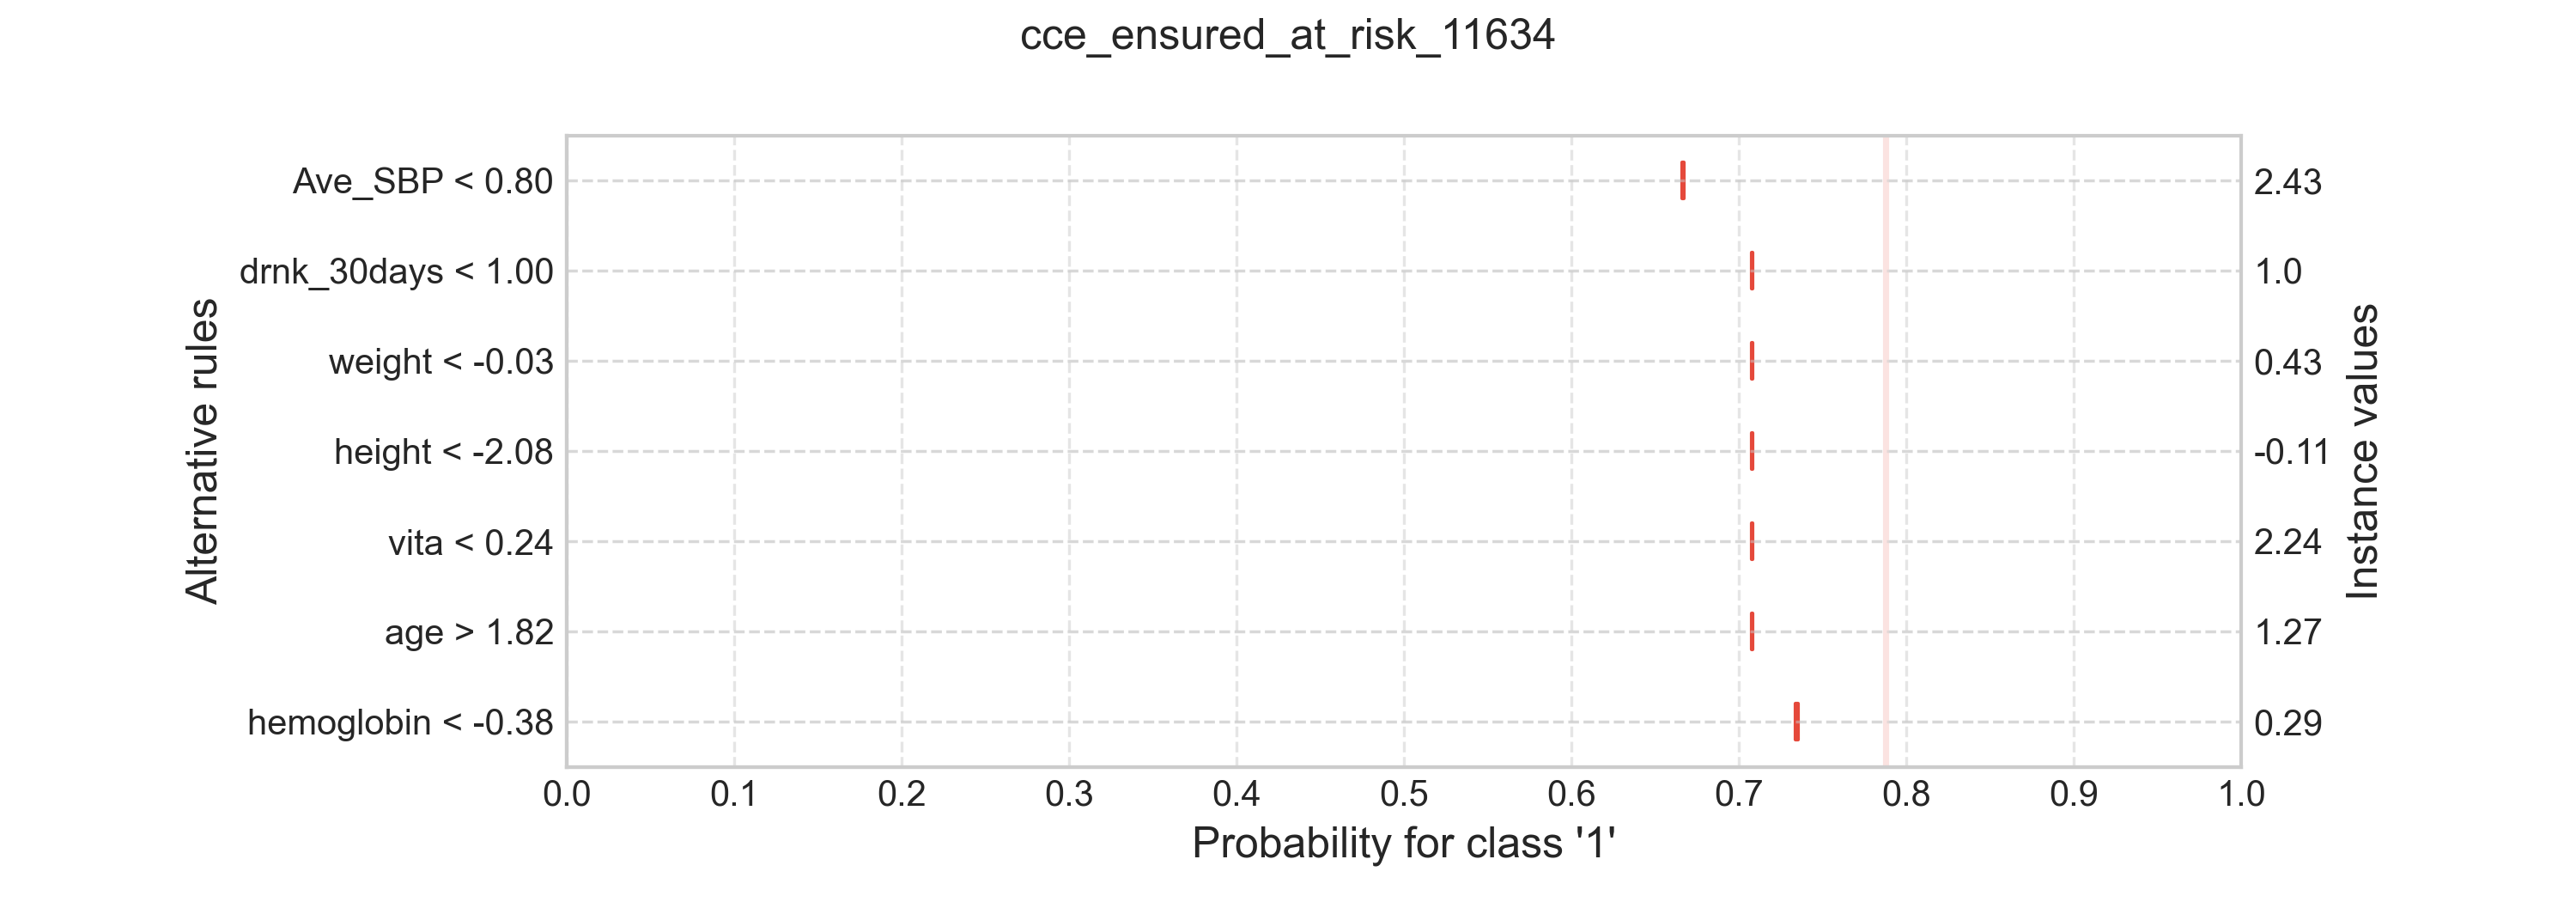 cce_ensured_at_risk_11634
Alternative rules
Ave_SBP < 0.80
drnk_30days < 1.00
weight < -0.03
height < -2.08
vita < 0.24
age > 1.82
hemoglobin < -0.38
2.43
1.0
0.43
-0.11
2.24
1.27
0.29
Instance values
0.0 0.1 0.2 0.3 0.4 0.5 0.6 0.7 0.8 0.9 1.0
Probability for class '1'